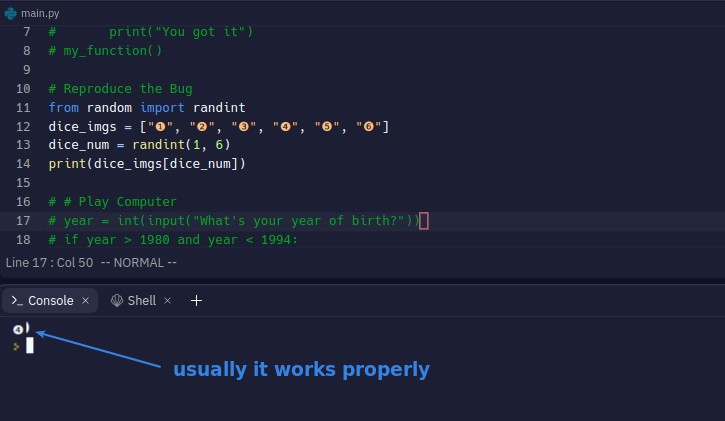 main.py
7 #       print("You got it")
8 # my_function()
9
10 # Reproduce the Bug
11 from random import randint
12 dice_imgs = ["❶", "❷", "❸", "❹", "❺", "❻"]
13 dice_num = randint(1, 6)
14 print(dice_imgs[dice_num])
15
16 # # Play Computer
17 # year = int(input("What's your year of birth?"))
18 # if year > 1980 and year < 1994:
Line 17 : Col 50 -- NORMAL --
>_ Console × Shell × +
❹
>
usually it works properly